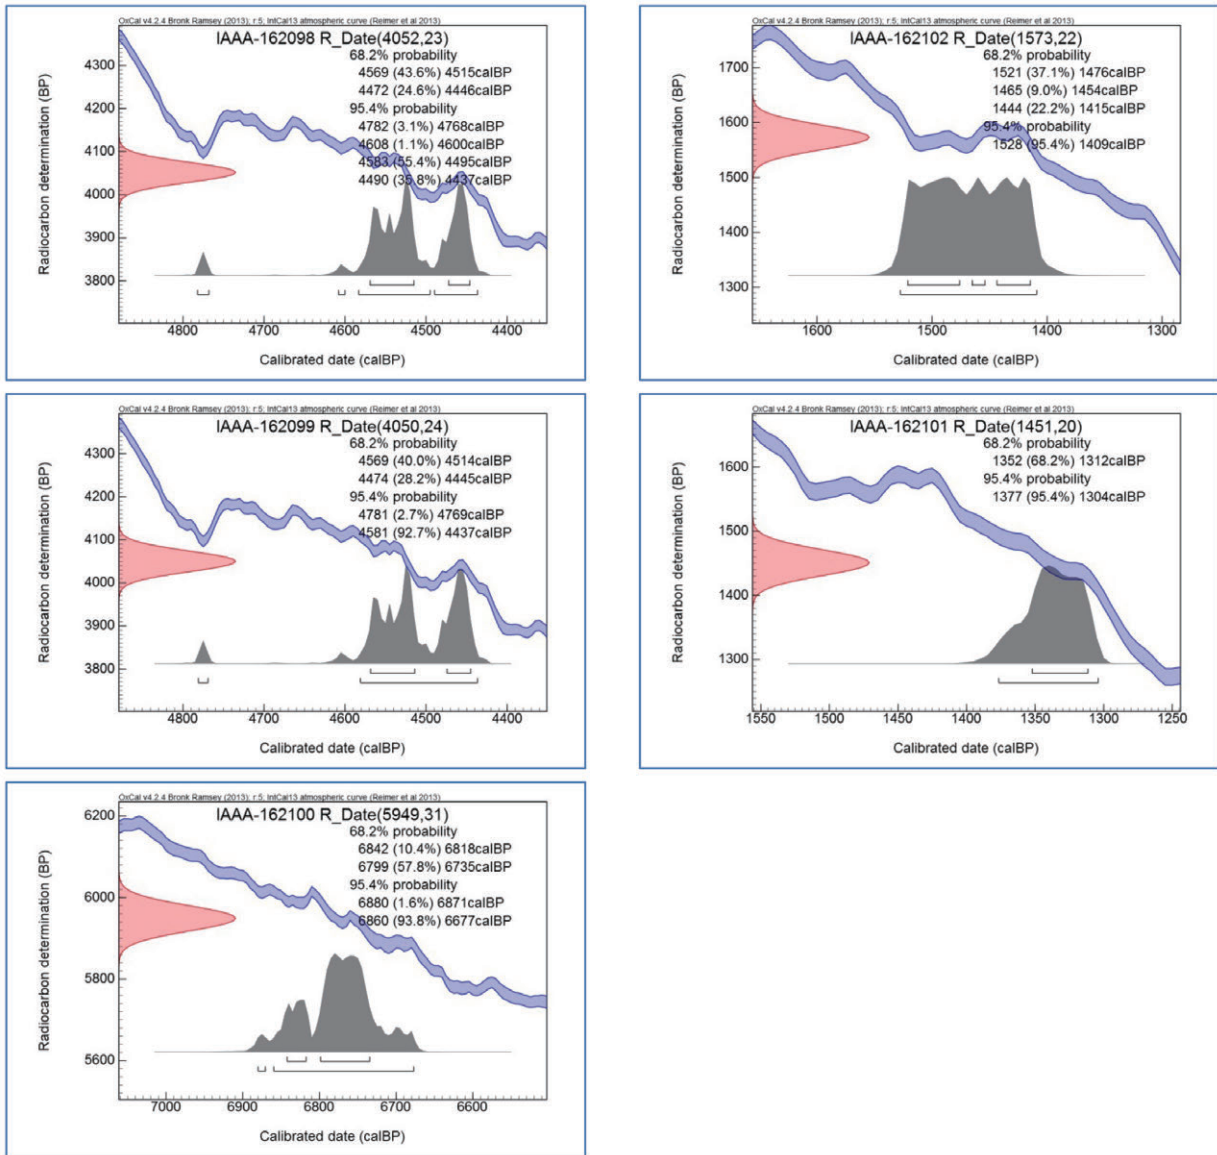 OxCal v4.2.4 Bronk Ramsey (2013); r:5; IntCal13 atmospheric curve (Reimer et al 2013)
IAAA-162098 R_Date(4052,23)
68.2% probability
4569 (43.6%) 4515calBP
4472 (24.6%) 4446calBP
95.4% probability
4782 (3.1%) 4768calBP
4608 (1.1%) 4600calBP
4583 (55.4%) 4495calBP
4490 (35.8%) 4437calBP
Radiocarbon determination (BP)
4300
4200
4100
4000
3900
3800
4800 4700 4600 4500 4400
Calibrated date (calBP)
OxCal v4.2.4 Bronk Ramsey (2013); r:5; IntCal13 atmospheric curve (Reimer et al 2013)
IAAA-162102 R_Date(1573,22)
68.2% probability
1521 (37.1%) 1476calBP
1465 (9.0%) 1454calBP
1444 (22.2%) 1415calBP
95.4% probability
1528 (95.4%) 1409calBP
Radiocarbon determination (BP)
1700
1600
1500
1400
1300
1600 1500 1400 1300
Calibrated date (calBP)
OxCal v4.2.4 Bronk Ramsey (2013); r:5; IntCal13 atmospheric curve (Reimer et al 2013)
IAAA-162099 R_Date(4050,24)
68.2% probability
4569 (40.0%) 4514calBP
4474 (28.2%) 4445calBP
95.4% probability
4781 (2.7%) 4769calBP
4581 (92.7%) 4437calBP
Radiocarbon determination (BP)
4300
4200
4100
4000
3900
3800
4800 4700 4600 4500 4400
Calibrated date (calBP)
OxCal v4.2.4 Bronk Ramsey (2013); r:5; IntCal13 atmospheric curve (Reimer et al 2013)
IAAA-162101 R_Date(1451,20)
68.2% probability
1352 (68.2%) 1312calBP
95.4% probability
1377 (95.4%) 1304calBP
Radiocarbon determination (BP)
1600
1500
1400
1300
1550 1500 1450 1400 1350 1300 1250
Calibrated date (calBP)
OxCal v4.2.4 Bronk Ramsey (2013); r:5; IntCal13 atmospheric curve (Reimer et al 2013)
IAAA-162100 R_Date(5949,31)
68.2% probability
6842 (10.4%) 6818calBP
6799 (57.8%) 6735calBP
95.4% probability
6880 (1.6%) 6871calBP
6860 (93.8%) 6677calBP
Radiocarbon determination (BP)
6200
6000
5800
5600
7000 6900 6800 6700 6600
Calibrated date (calBP)